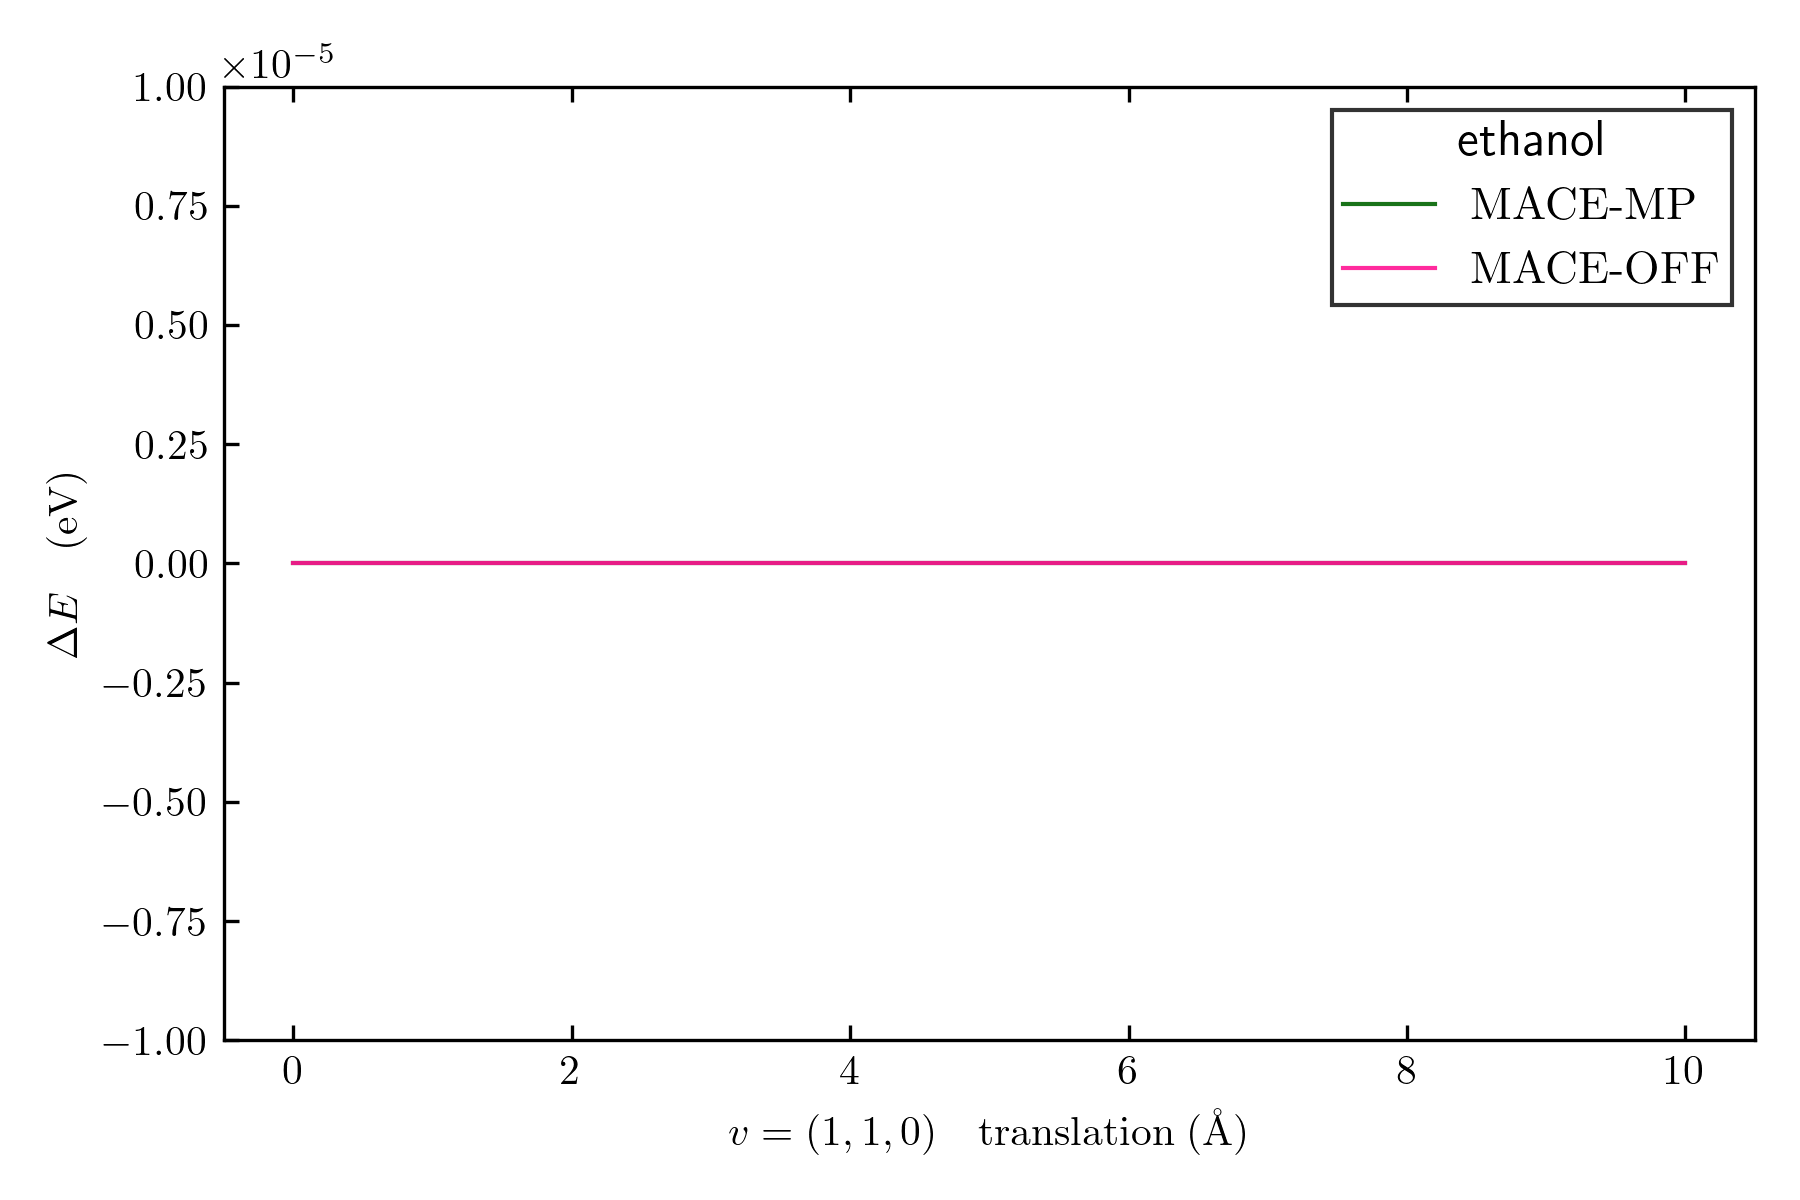 ×10⁻⁵
1.00
0.75
0.50
0.25
0.00
−0.25
−0.50
−0.75
−1.00
ΔE (eV)
ethanol
MACE-MP
MACE-OFF
0 2 4 6 8 10
v = (1, 1, 0) translation (Å)